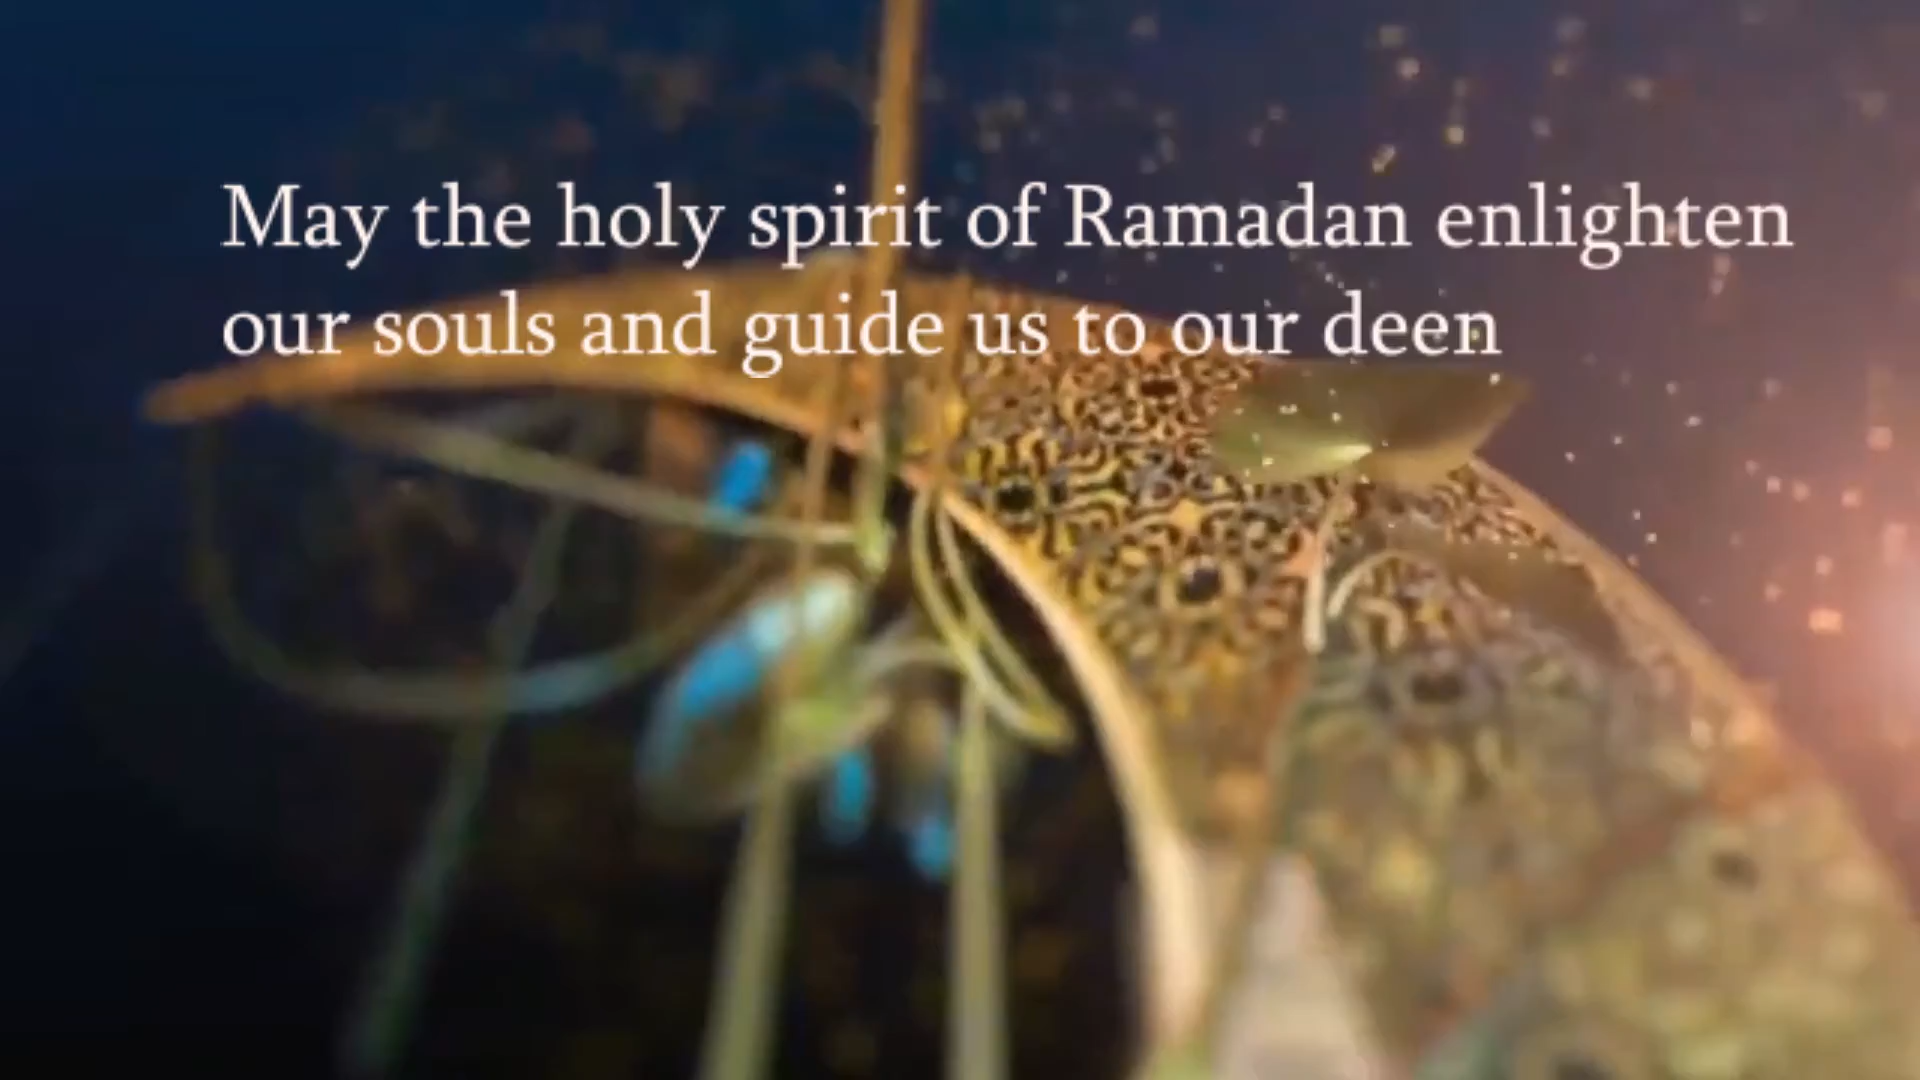 May the holy spirit of Ramadan enlighten
our souls and guide us to our deen